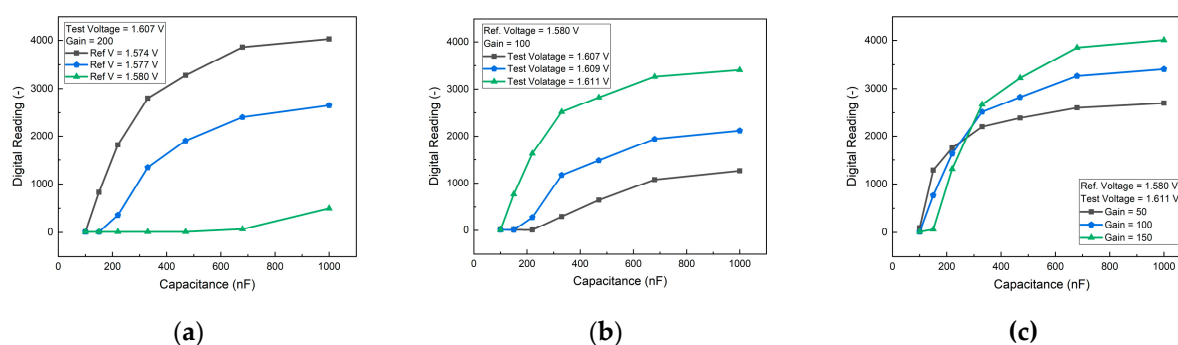 Test Voltage = 1.607 V
Gain = 200
Ref V = 1.574 V
Ref V = 1.577 V
Ref V = 1.580 V
4000
3000
2000
1000
0
Digital Reading (-)
0 200 400 600 800 1000
Capacitance (nF)
(a)
Ref. Voltage = 1.580 V
Gain = 100
Test Volatage = 1.607 V
Test Volatage = 1.609 V
Test Volatage = 1.611 V
4000
3000
2000
1000
0
Digital Reading (-)
0 200 400 600 800 1000
Capacitance (nF)
(b)
4000
3000
2000
1000
0
Digital Reading (-)
Ref. Voltage = 1.580 V
Test Voltage = 1.611 V
Gain = 50
Gain = 100
Gain = 150
0 200 400 600 800 1000
Capacitance (nF)
(c)